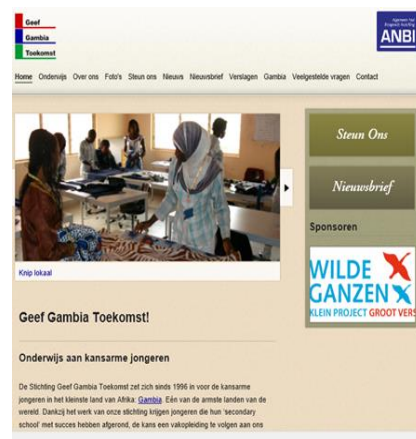 Geef
Gambia
Toekomst
ANBI
Home Onderwijs Over ons Foto's Steun ons Nieuws Nieuwsbrief Verslagen Gambia Veelgestelde vragen Contact
Steun Ons
Nieuwsbrief
Sponsoren
WILDE
GANZEN
KLEIN PROJECT GROOT VERS
Knip lokaal
Geef Gambia Toekomst!
Onderwijs aan kansarme jongeren
De Stichting Geef Gambia Toekomst zet zich sinds 1996 in voor de kansarme
jongeren in het kleinste land van Afrika: Gambia. Eén van de armste landen van de
wereld. Dankzij het werk van onze stichting krijgen jongeren die hun 'secondary
school' met succes hebben afgerond, de kans een vakopleiding te volgen aan ons